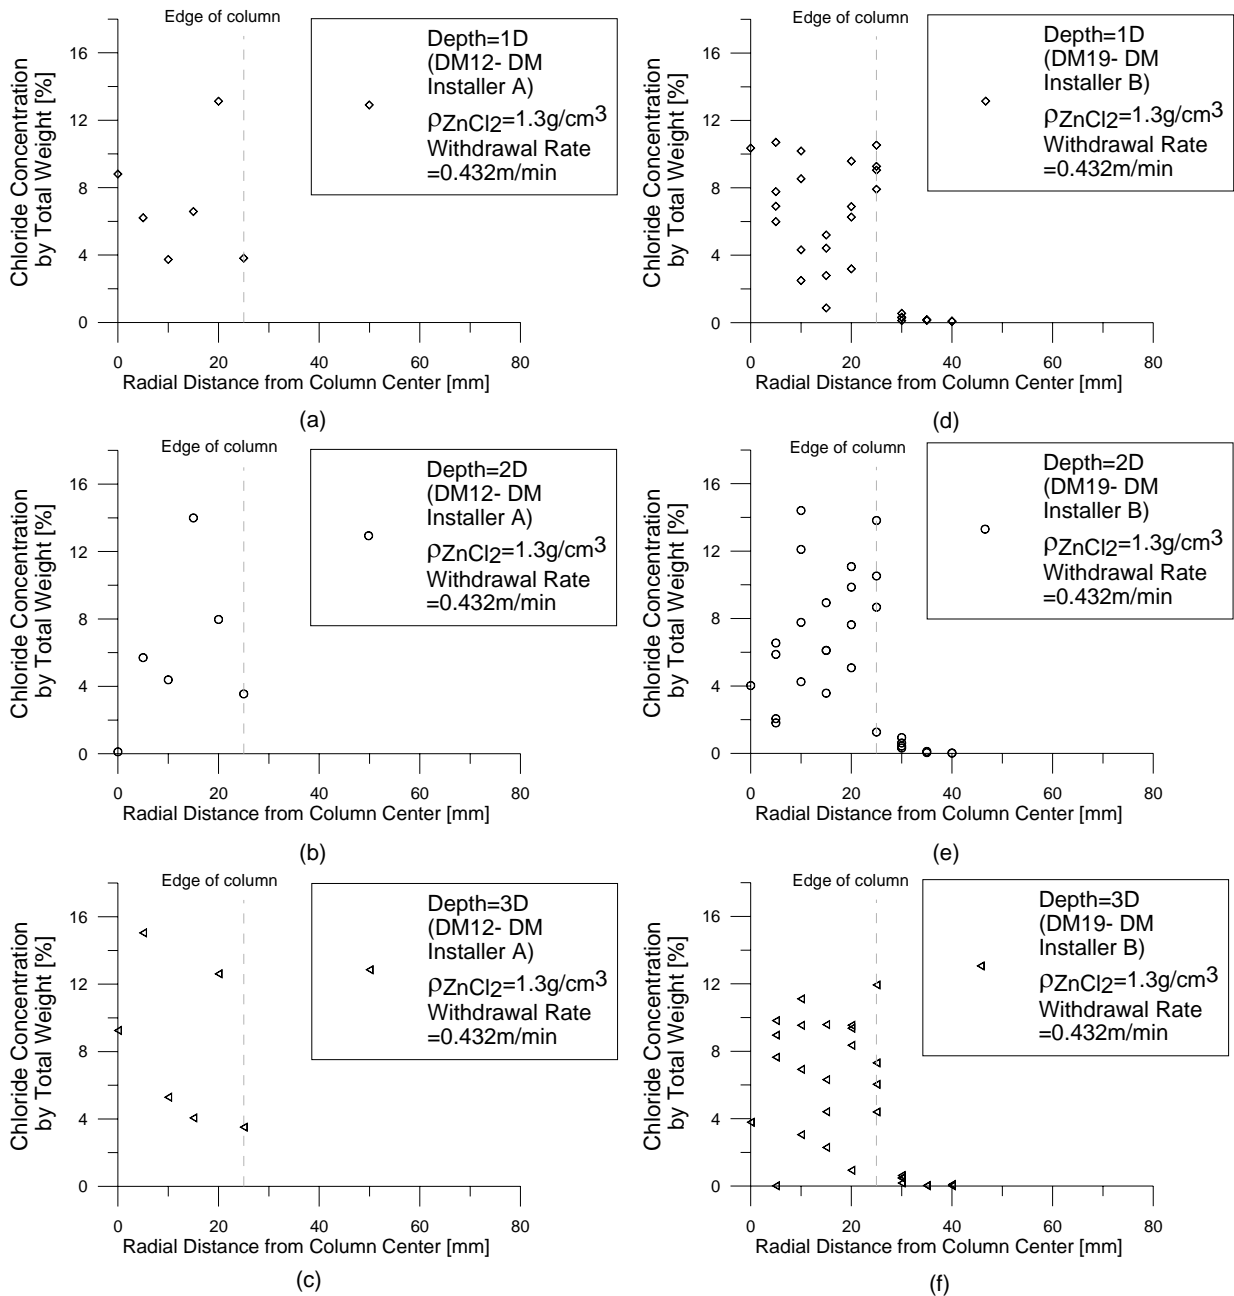 Edge of column
Chloride Concentration
by Total Weight [%]
16
12
8
4
0
Depth=1D
(DM12- DM
Installer A)
ρZnCl2=1.3g/cm3
Withdrawal Rate
=0.432m/min
0 20 40 60 80
Radial Distance from Column Center [mm]
(a)
Edge of column
Chloride Concentration
by Total Weight [%]
16
12
8
4
0
Depth=1D
(DM19- DM
Installer B)
ρZnCl2=1.3g/cm3
Withdrawal Rate
=0.432m/min
0 20 40 60 80
Radial Distance from Column Center [mm]
(d)
Edge of column
Chloride Concentration
by Total Weight [%]
16
12
8
4
0
Depth=2D
(DM12- DM
Installer A)
ρZnCl2=1.3g/cm3
Withdrawal Rate
=0.432m/min
0 20 40 60 80
Radial Distance from Column Center [mm]
(b)
Edge of column
Chloride Concentration
by Total Weight [%]
16
12
8
4
0
Depth=2D
(DM19- DM
Installer B)
ρZnCl2=1.3g/cm3
Withdrawal Rate
=0.432m/min
0 20 40 60 80
Radial Distance from Column Center [mm]
(e)
Edge of column
Chloride Concentration
by Total Weight [%]
16
12
8
4
0
Depth=3D
(DM12- DM
Installer A)
ρZnCl2=1.3g/cm3
Withdrawal Rate
=0.432m/min
0 20 40 60 80
Radial Distance from Column Center [mm]
(c)
Edge of column
Chloride Concentration
by Total Weight [%]
16
12
8
4
0
Depth=3D
(DM19- DM
Installer B)
ρZnCl2=1.3g/cm3
Withdrawal Rate
=0.432m/min
0 20 40 60 80
Radial Distance from Column Center [mm]
(f)